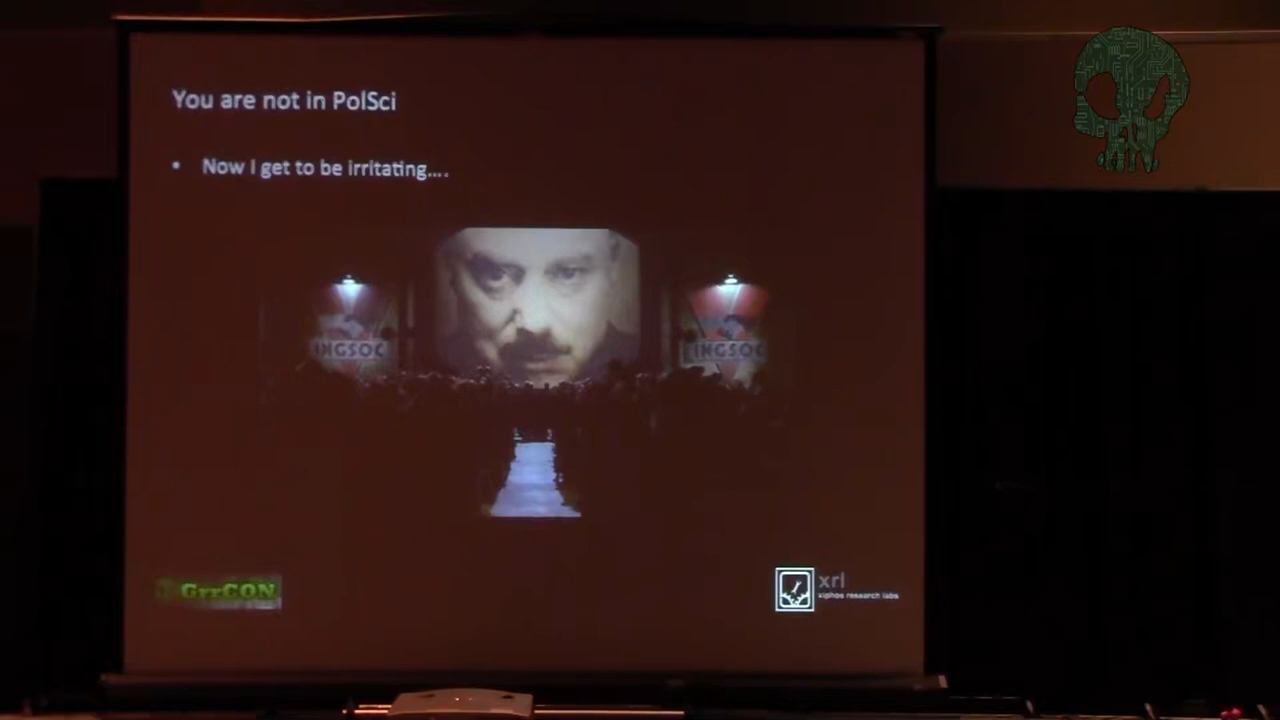 You are not in PolSci
• Now I get to be irritating....
INGSOC
INGSOC
GrrCON
xrl
xiphos research labs